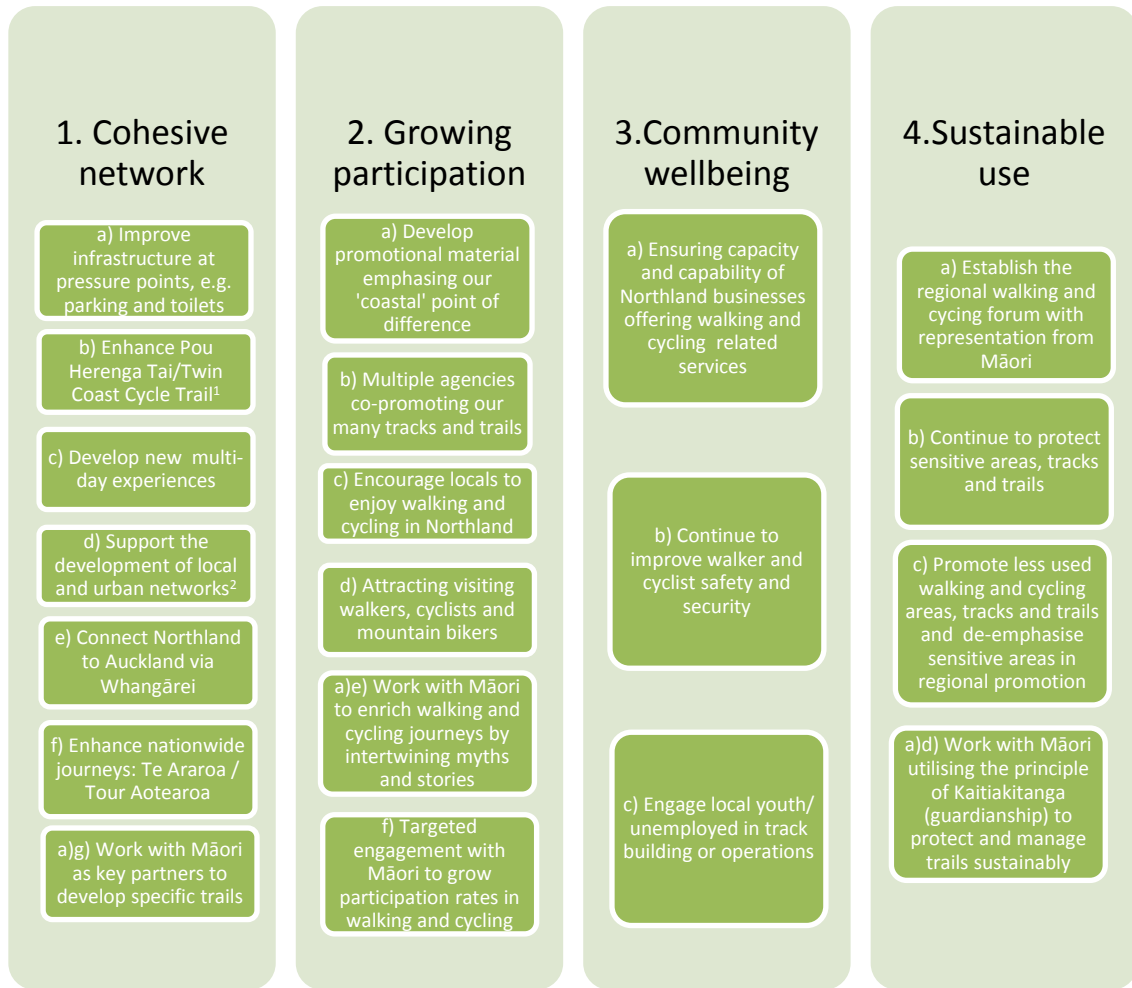 1. Cohesive
network
a) Improve
infrastructure at
pressure points, e.g.
parking and toilets
b) Enhance Pou
Herenga Tai/Twin
Coast Cycle Trail¹
c) Develop new multi-
day experiences
d) Support the
development of local
and urban networks²
e) Connect Northland
to Auckland via
Whangārei
f) Enhance nationwide
journeys: Te Araroa /
Tour Aotearoa
a)g) Work with Māori
as key partners to
develop specific trails
2. Growing
participation
a) Develop
promotional material
emphasing our
'coastal' point of
difference
b) Multiple agencies
co-promoting our
many tracks and trails
c) Encourage locals to
enjoy walking and
cycling in Northland
d) Attracting visiting
walkers, cyclists and
mountain bikers
a)e) Work with Māori
to enrich walking and
cycling journeys by
intertwining myths
and stories
f) Targeted
engagement with
Māori to grow
participation rates in
walking and cycling
3.Community
wellbeing
a) Ensuring capacity
and capability of
Northland businesses
offering walking and
cycling related
services
b) Continue to
improve walker and
cyclist safety and
security
c) Engage local youth/
unemployed in track
building or operations
4.Sustainable
use
a) Establish the
regional walking and
cycing forum with
representation from
Māori
b) Continue to protect
sensitive areas, tracks
and trails
c) Promote less used
walking and cycling
areas, tracks and trails
and de-emphasise
sensitive areas in
regional promotion
a)d) Work with Māori
utilising the principle
of Kaitiakitanga
(guardianship) to
protect and manage
trails sustainably